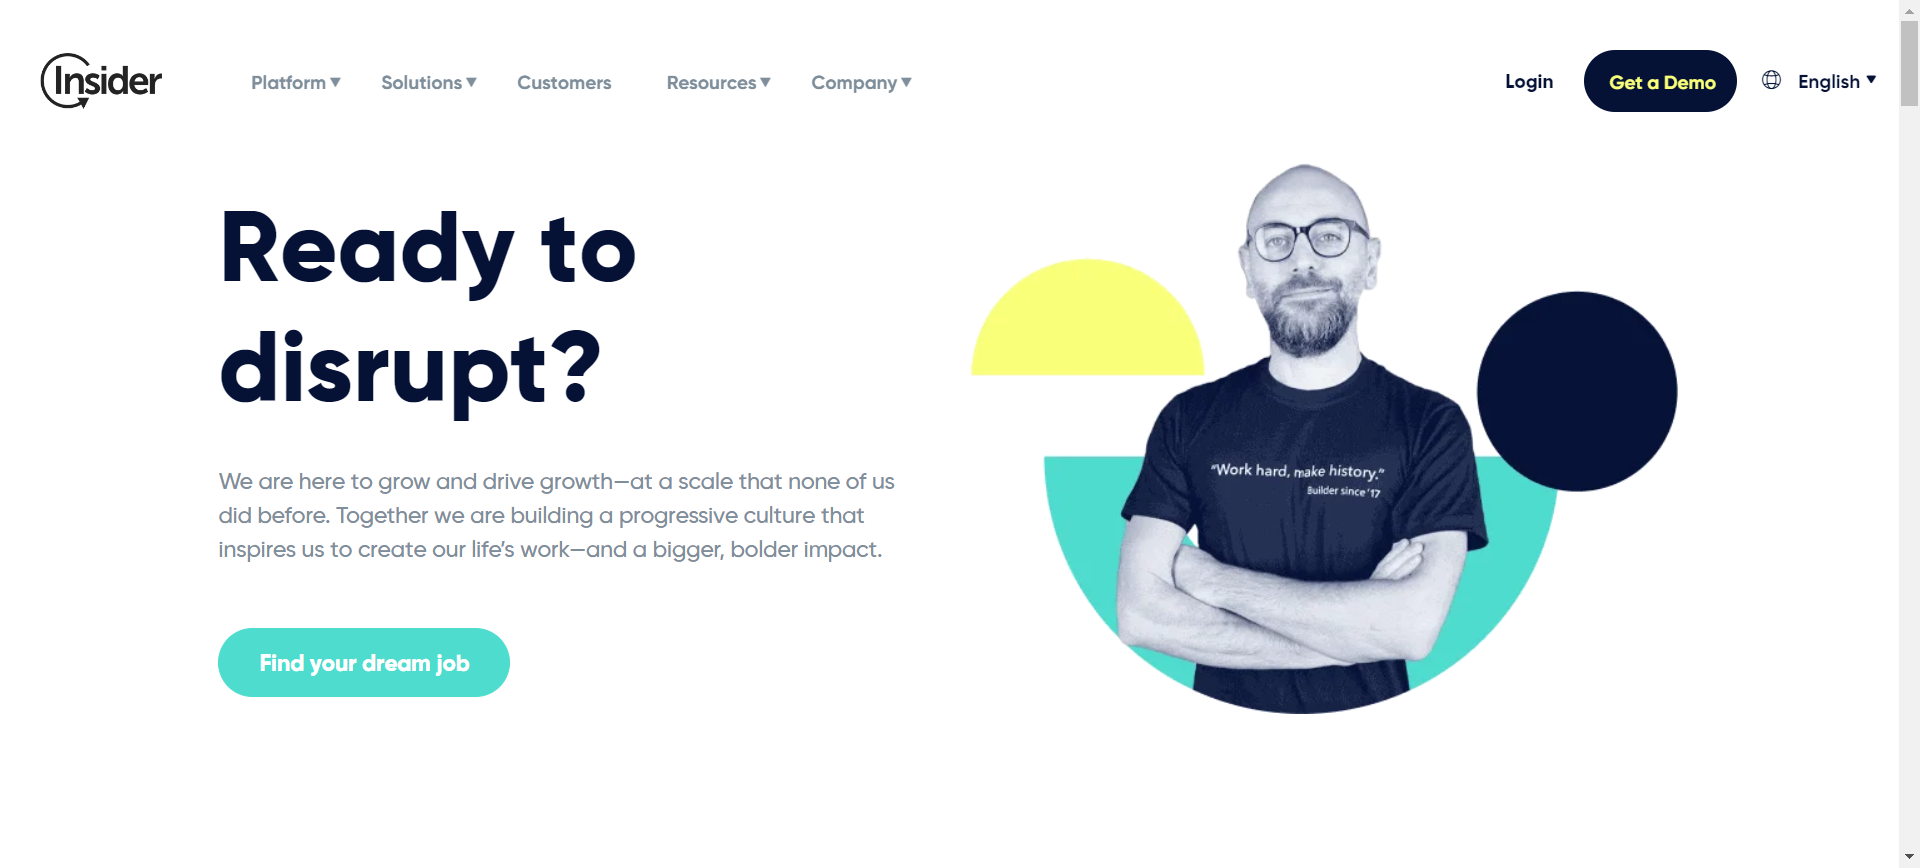 Insider
Platform ▼ Solutions ▼ Customers Resources ▼ Company ▼
Login Get a Demo English ▼
Ready to
disrupt?
We are here to grow and drive growth—at a scale that none of us
did before. Together we are building a progressive culture that
inspires us to create our life’s work—and a bigger, bolder impact.
Find your dream job
“Work hard, make history.”
Builder since ’17